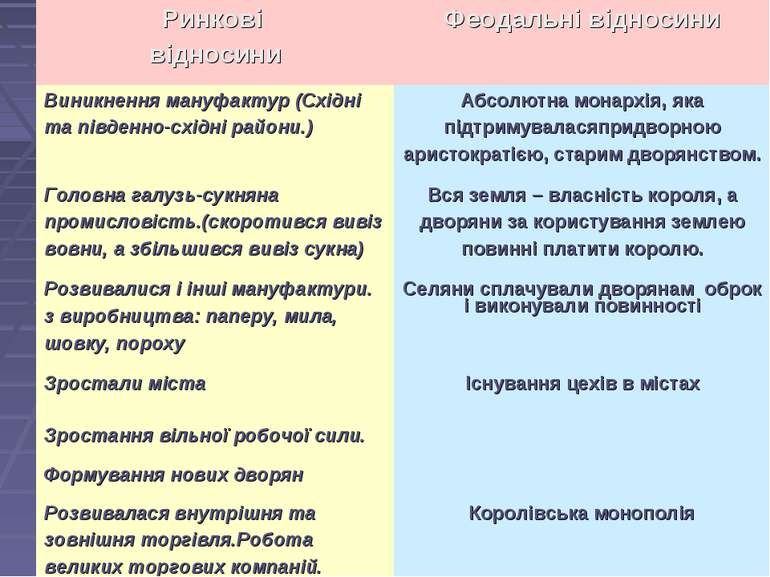 Ринкові
відносини
Феодальні відносини
Виникнення мануфактур (Східні
та південно-східні райони.)
Абсолютна монархія, яка
підтримуваласяпридворною
аристократією, старим дворянством.
Головна галузь-сукняна
промисловість.(скоротився вивіз
вовни, а збільшився вивіз сукна)
Вся земля – власність короля, а
дворяни за користування землею
повинні платити королю.
Розвивалися і інші мануфактури.
з виробництва: паперу, мила,
шовку, пороху
Селяни сплачували дворянам оброк
і виконували повинності
Зростали міста
Існування цехів в містах
Зростання вільної робочої сили.
Формування нових дворян
Розвивалася внутрішня та
зовнішня торгівля.Робота
великих торгових компаній.
Королівська монополія